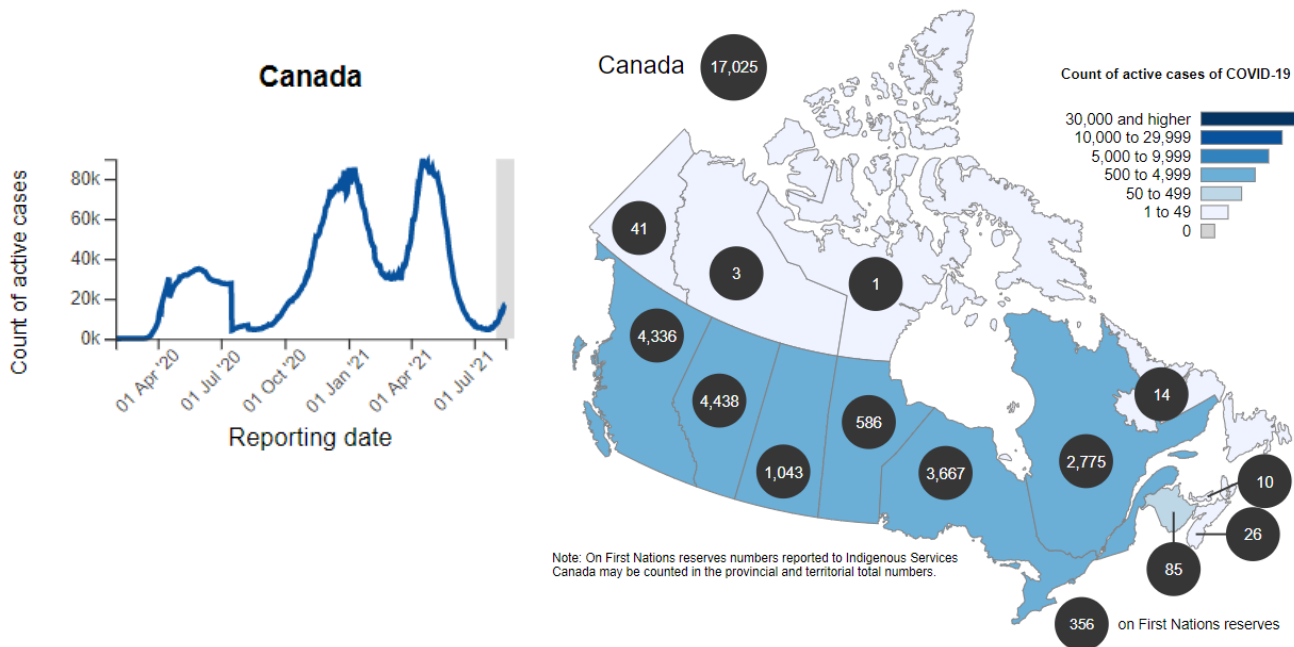 Canada
Count of active cases
80k
60k
40k
20k
0k
01 Apr '20
01 Jul '20
01 Oct '20
01 Jan '21
01 Apr '21
01 Jul '21
Reporting date
Canada
17,025
Count of active cases of COVID-19
30,000 and higher
10,000 to 29,999
5,000 to 9,999
500 to 4,999
50 to 499
1 to 49
0
41
3
1
4,336
4,438
1,043
586
3,667
2,775
14
10
26
85
Note: On First Nations reserves numbers reported to Indigenous Services
Canada may be counted in the provincial and territorial total numbers.
356
on First Nations reserves